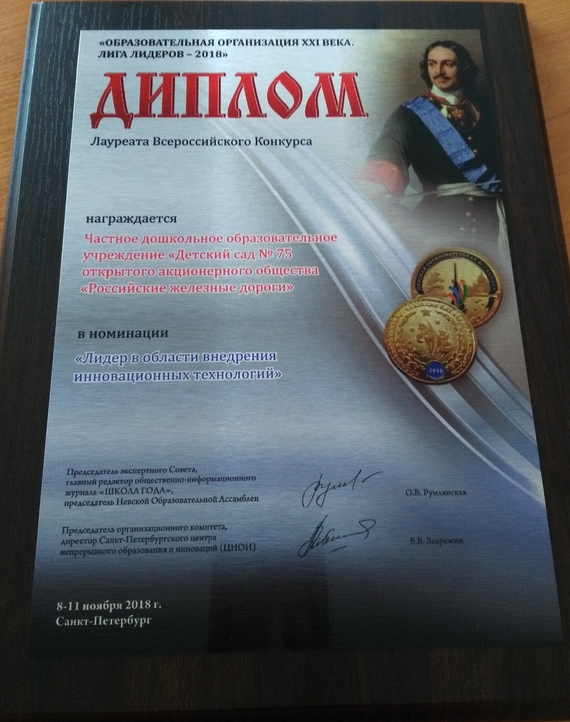 «ОБРАЗОВАТЕЛЬНАЯ ОРГАНИЗАЦИЯ XXI ВЕКА.
ЛИГА ЛИДЕРОВ – 2018»
ДИПЛОМ
Лауреата Всероссийского Конкурса
награждается
Частное дошкольное образовательное
учреждение «Детский сад № 75
открытого акционерного общества
«Российские железные дороги»
в номинации
«Лидер в области внедрения
инновационных технологий»
2018
Председатель экспертного Совета,
главный редактор общественно-информационного
журнала «ШКОЛА ГОДА»,
председатель Невской Образовательной Ассамблеи
О.В. Румлянская
Председатель организационного комитета,
директор Санкт-Петербургского центра
непрерывного образования и инноваций (ЦНОИ)
В.В.
8-11 ноября 2018 г.
Санкт-Петербург